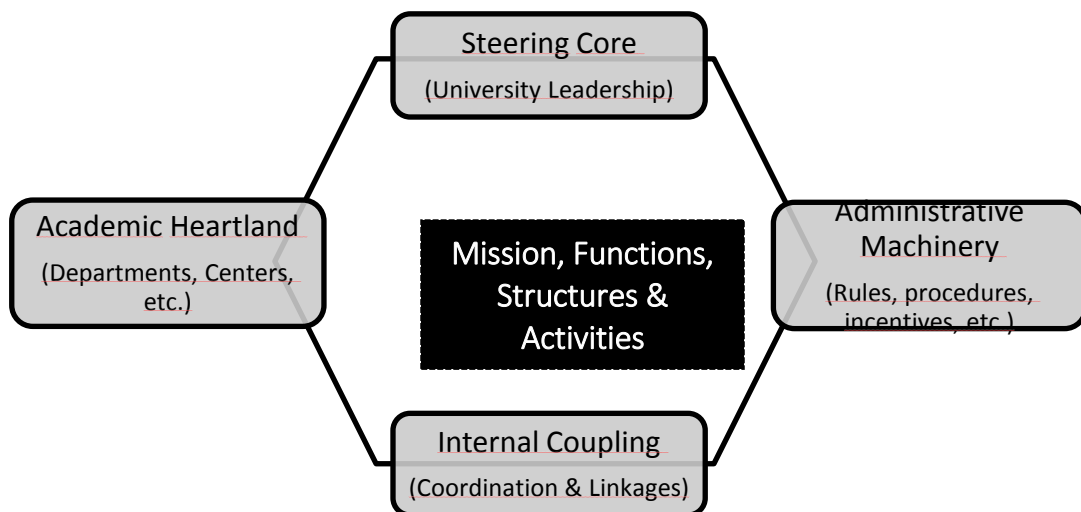 Steering Core
(University Leadership)
Academic Heartland
(Departments, Centers,
etc.)
Mission, Functions,
Structures &
Activities
Administrative
Machinery
(Rules, procedures,
incentives, etc.)
Internal Coupling
(Coordination & Linkages)